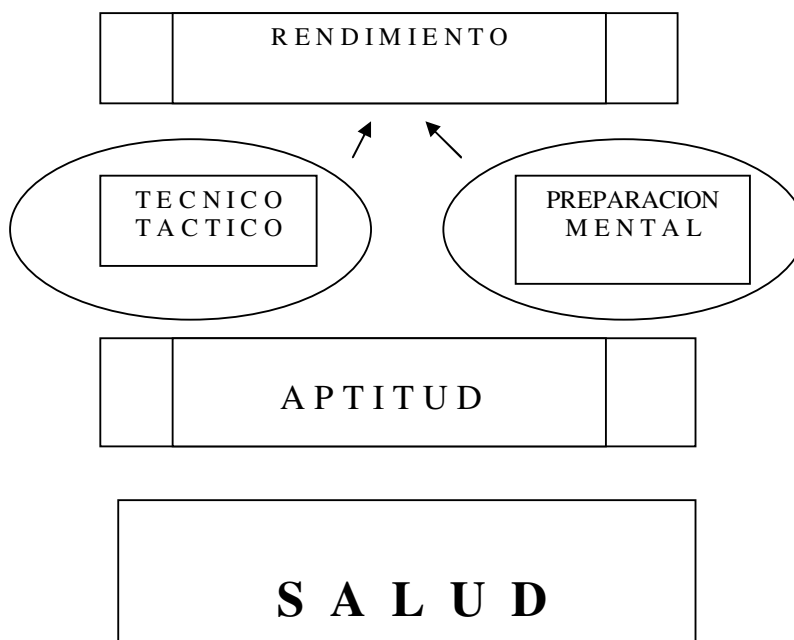 RENDIMIENTO
TECNICO
TACTICO
PREPARACION
MENTAL
APTITUD
SALUD